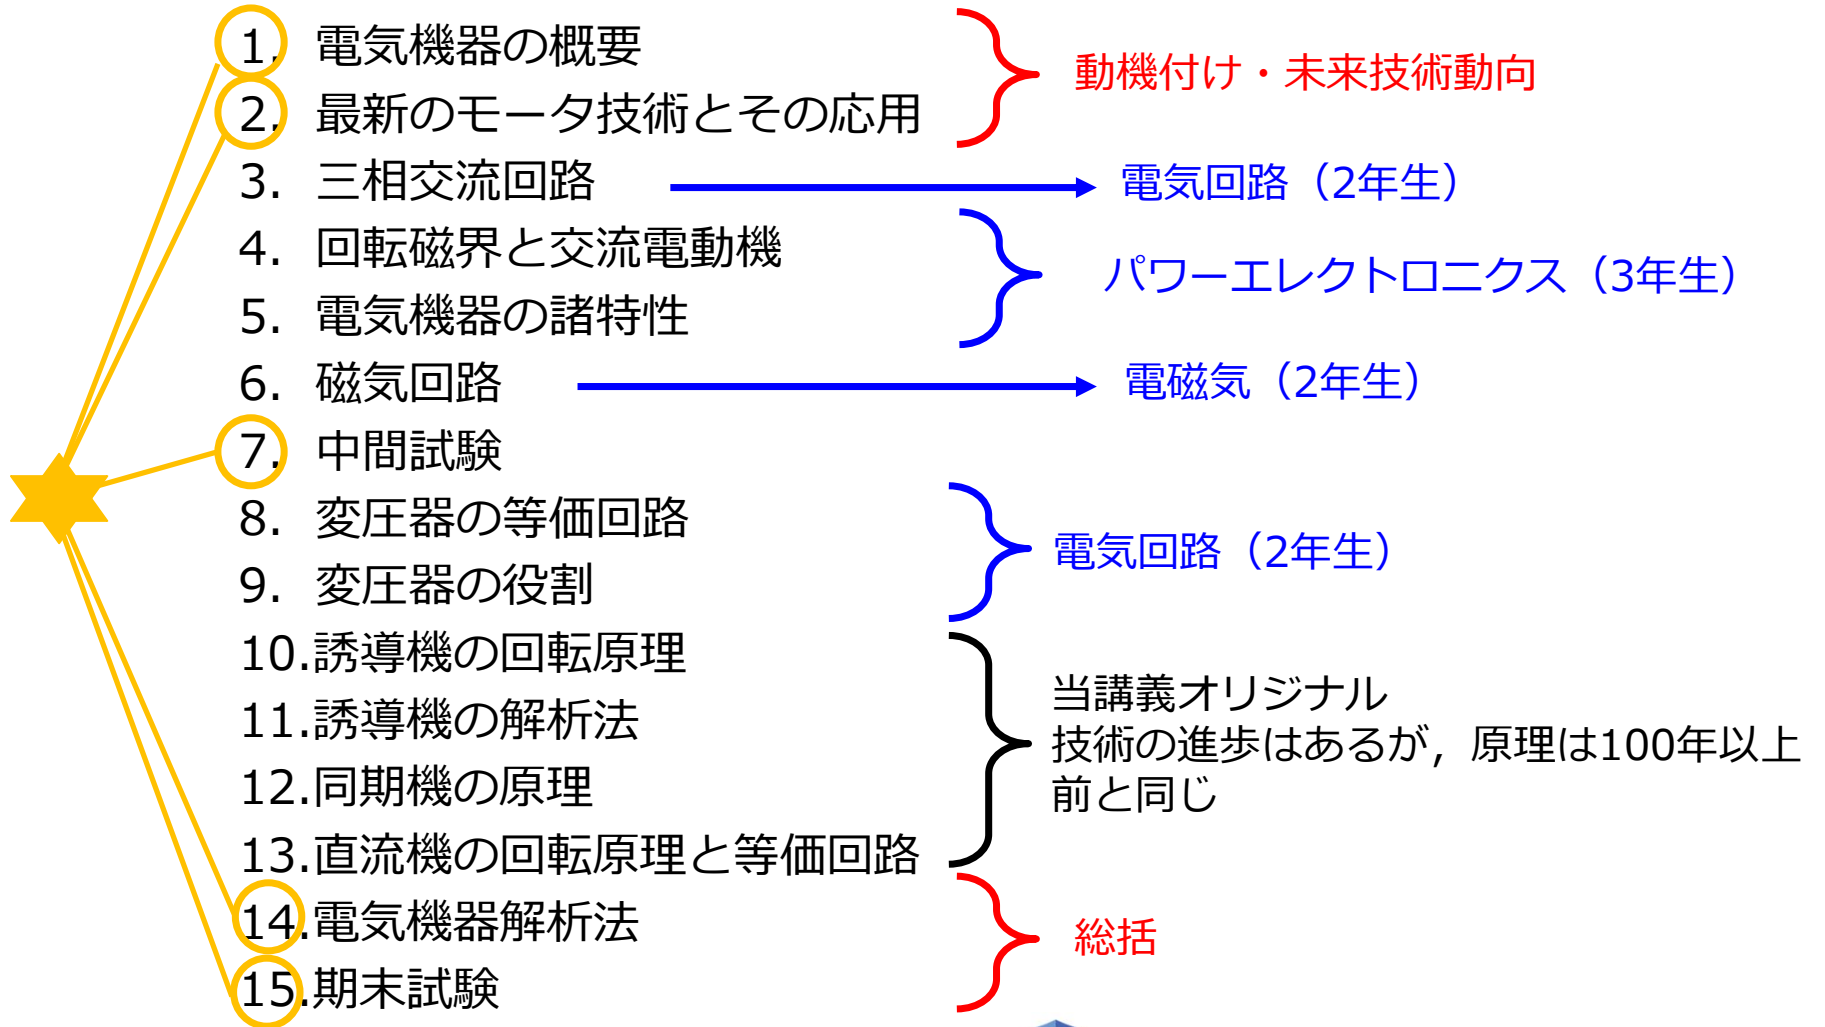 1. 電気機器の概要
2. 最新のモータ技術とその応用
動機付け・未来技術動向
3. 三相交流回路
電気回路（2年生）
4. 回転磁界と交流電動機
5. 電気機器の諸特性
パワーエレクトロニクス（3年生）
6. 磁気回路
電磁気（2年生）
7. 中間試験
8. 変圧器の等価回路
9. 変圧器の役割
電気回路（2年生）
10.誘導機の回転原理
11.誘導機の解析法
12.同期機の原理
13.直流機の回転原理と等価回路
当講義オリジナル
技術の進歩はあるが，原理は100年以上
前と同じ
14.電気機器解析法
15.期末試験
総括